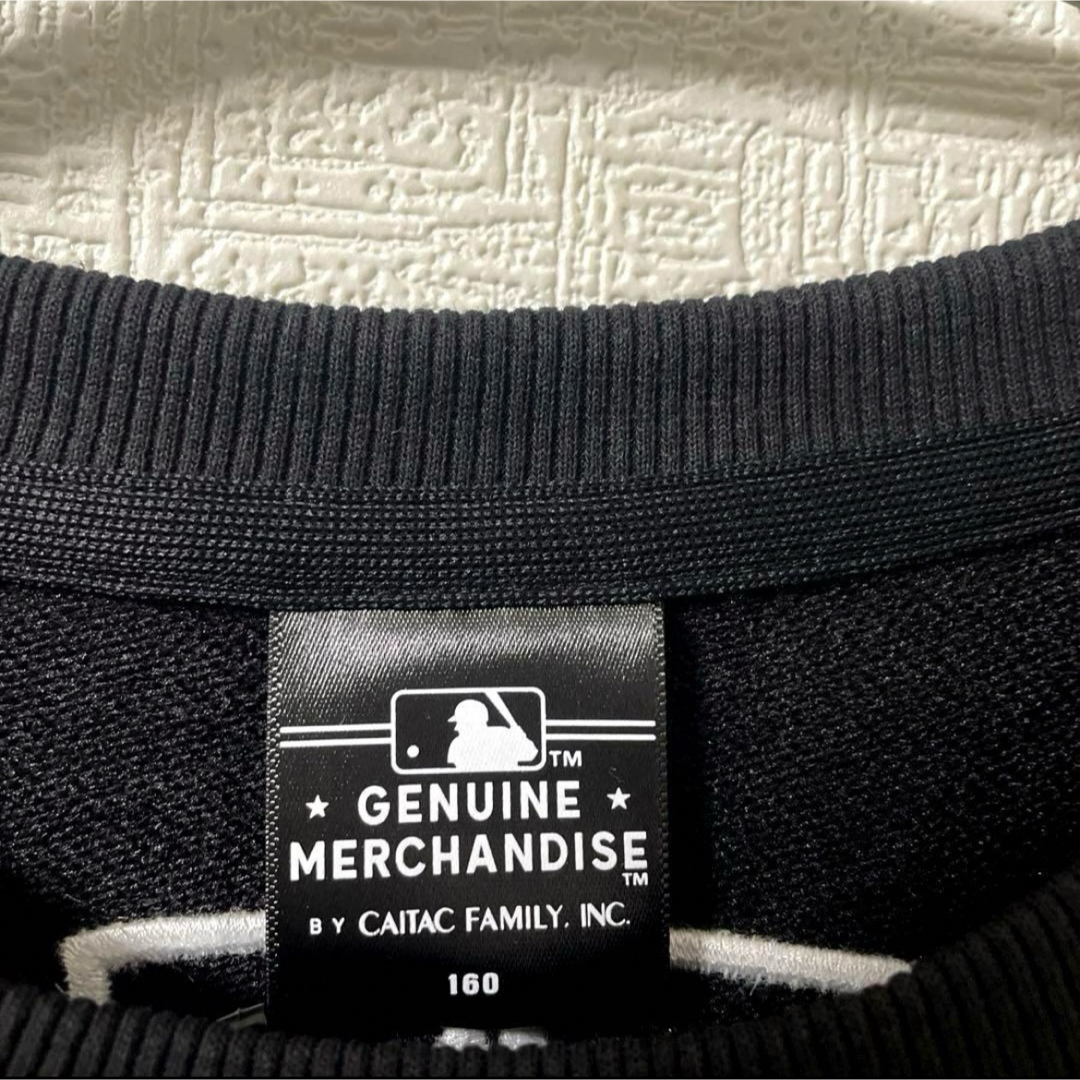 TM
★ GENUINE ★
MERCHANDISE
TM
BY CAITAC FAMILY, INC.
160